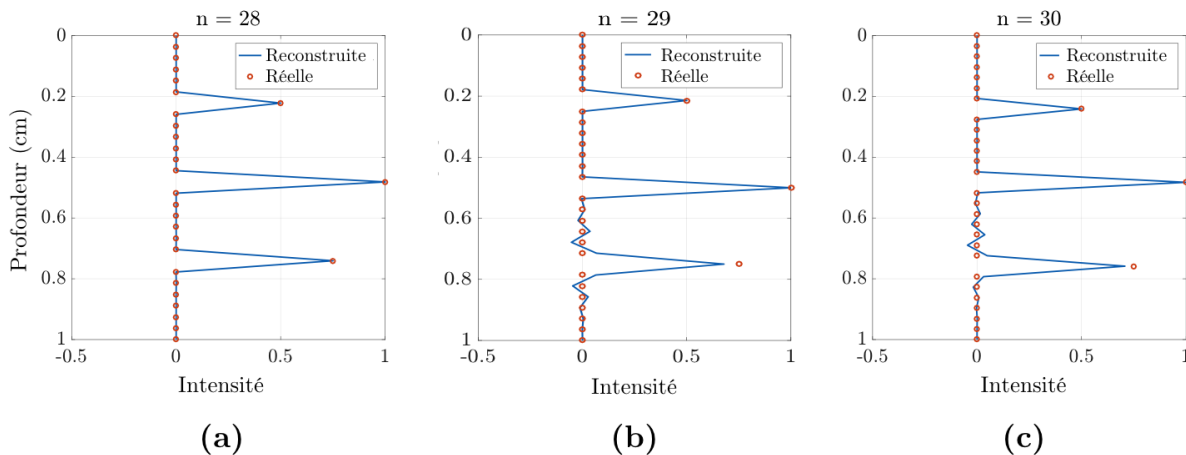 n = 28
n = 29
n = 30
Reconstruite
Réelle
Reconstruite
Réelle
Reconstruite
Réelle
Profondeur (cm)
0
0.2
0.4
0.6
0.8
1
0
0.2
0.4
0.6
0.8
1
0
0.2
0.4
0.6
0.8
1
-0.5 0 0.5 1
-0.5 0 0.5 1
-0.5 0 0.5 1
Intensité
Intensité
Intensité
(a)
(b)
(c)